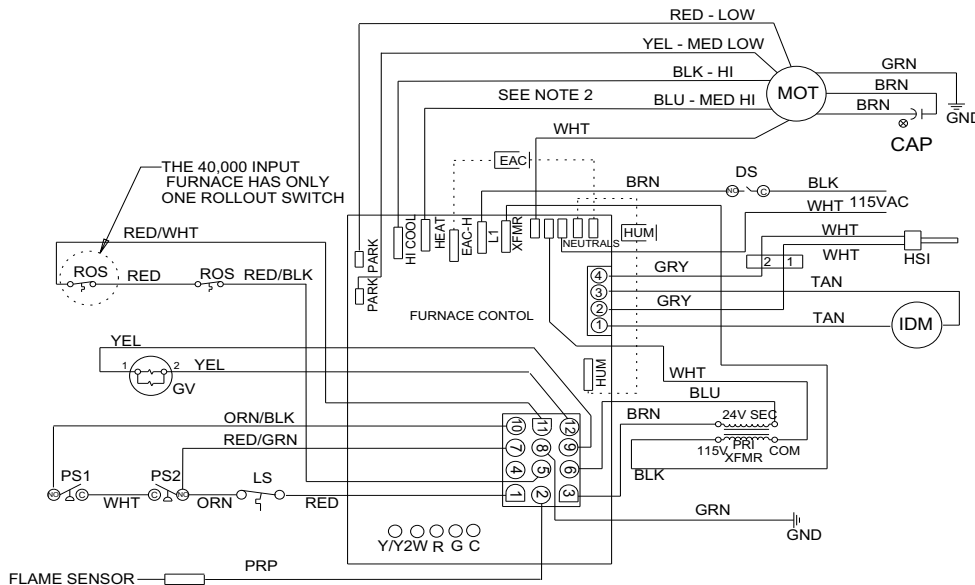 RED - LOW
YEL - MED LOW
BLK - HI
SEE NOTE 2
BLU - MED HI
WHT
MOT
GRN
BRN
BRN
GND
CAP
THE 40,000 INPUT
FURNACE HAS ONLY
ONE ROLLOUT SWITCH
EAC
BRN
DS
NO
C
BLK
WHT 115VAC
RED/WHT
ROS
RED
ROS
RED/BLK
PARK
PARK
HI COOL
HEAT
EAC-H
L1
XFMR
NEUTRALS
HUM
WHT
WHT
HSI
2 1
GRY
GRY
4
3
2
1
TAN
TAN
IDM
FURNACE CONTOL
HUM
YEL
1 2
YEL
GV
WHT
BLU
BRN
24V SEC
115V PRI COM
XFMR
BLK
ORN/BLK
RED/GRN
10 11 12
7 8 9
4 5 6
1 2 3
PS1
NO C
WHT
PS2
C NO
ORN
LS
RED
GRN
GND
Y/Y2 W R G C
FLAME SENSOR
PRP